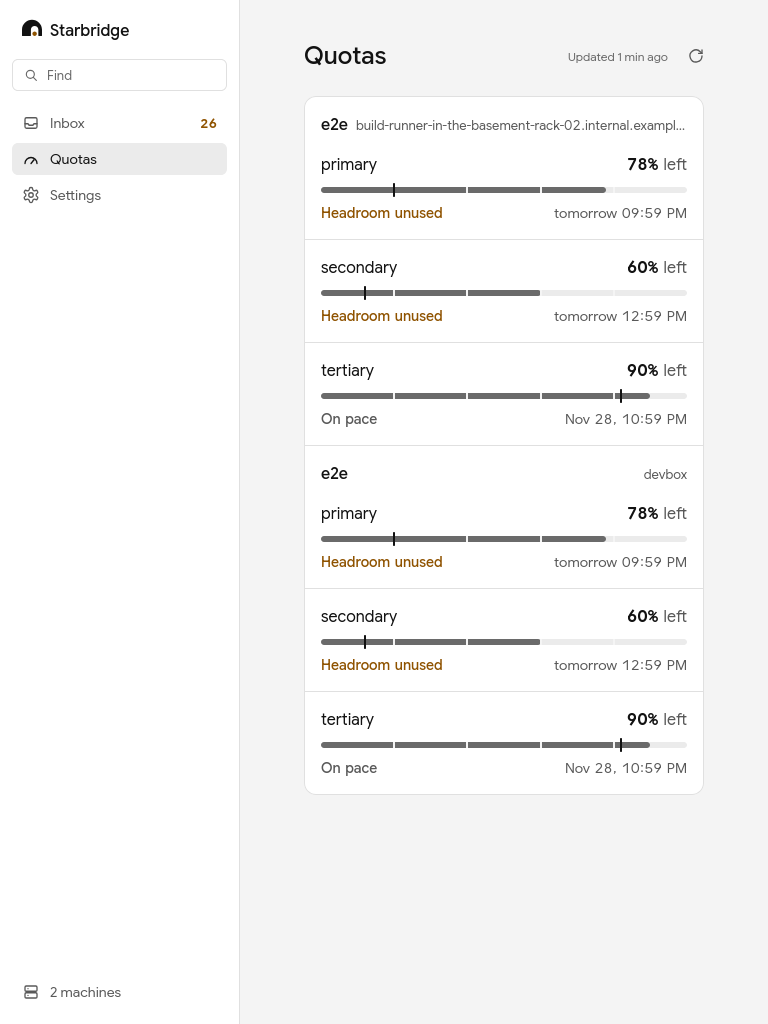 Starbridge
Find
Inbox 26
Quotas
Settings
2 machines
Quotas
Updated 1 min ago
e2e build-runner-in-the-basement-rack-02.internal.exampl...
primary 78% left
Headroom unused tomorrow 09:59 PM
secondary 60% left
Headroom unused tomorrow 12:59 PM
tertiary 90% left
On pace Nov 28, 10:59 PM
e2e devbox
primary 78% left
Headroom unused tomorrow 09:59 PM
secondary 60% left
Headroom unused tomorrow 12:59 PM
tertiary 90% left
On pace Nov 28, 10:59 PM